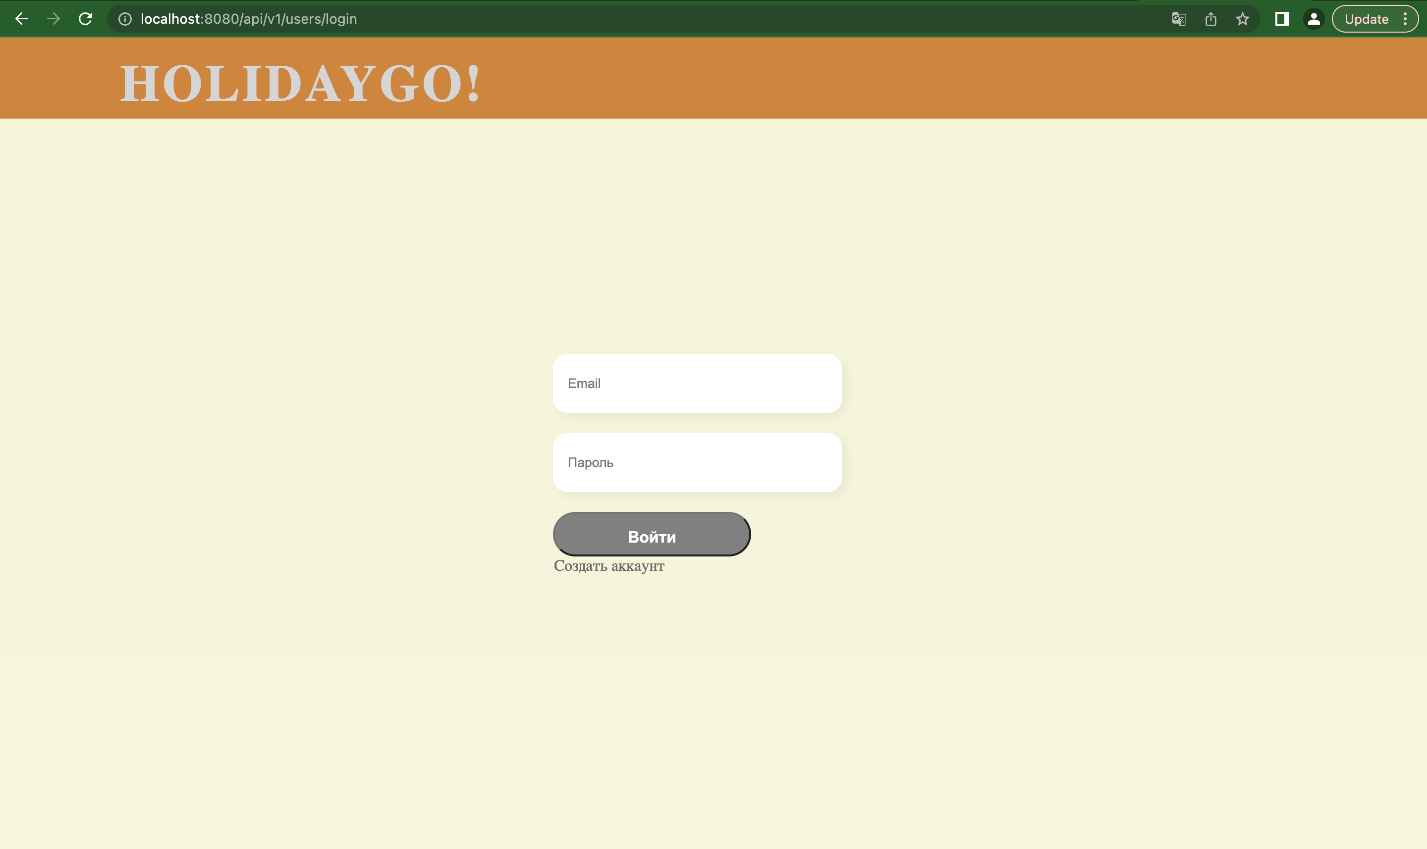 localhost:8080/api/v1/users/login
Update
HOLIDAYGO!
Email
Пароль
Войти
Создать аккаунт